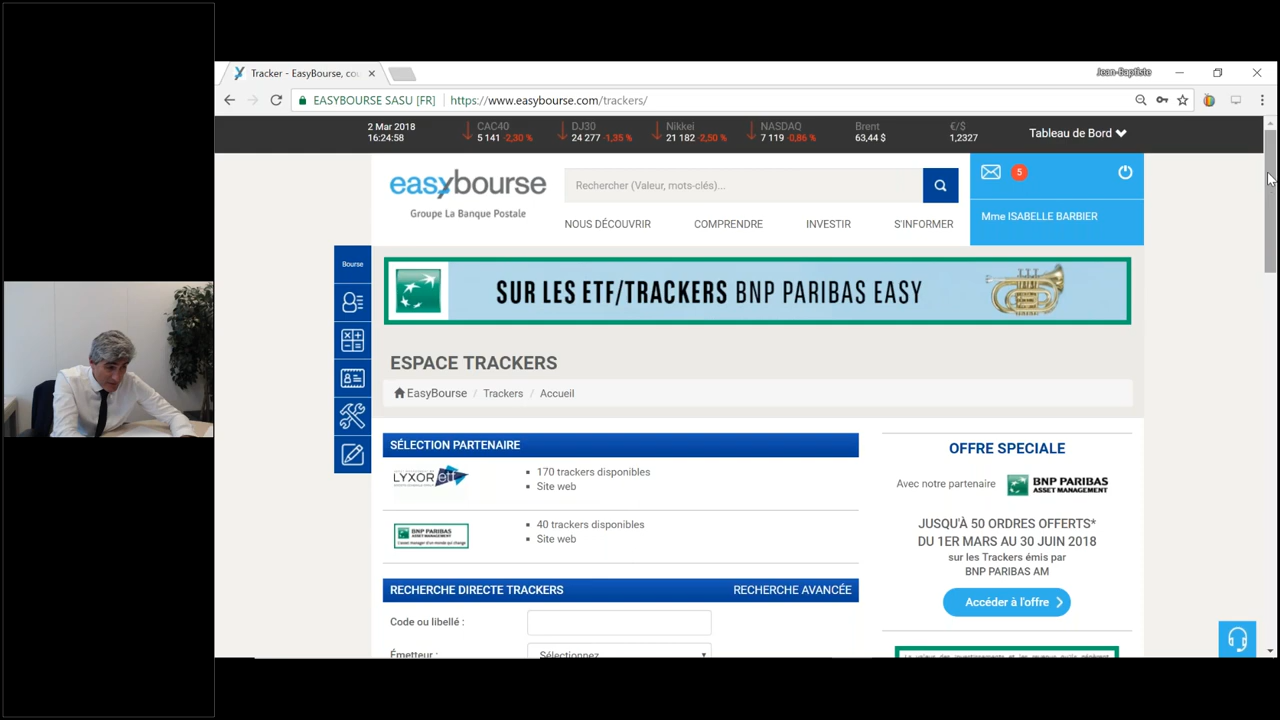 Tracker - EasyBourse, cou
Jean-Baptiste
EASYBOURSE SASU [FR]
https://www.easybourse.com/trackers/
2 Mar 2018
16:24:58
CAC40
5 141 -2,30 %
DJ30
24 277 -1,35 %
Nikkei
21 182 -2,50 %
NASDAQ
7 119 -0,86 %
Brent
63,44 $
€/$
1,2327
Tableau de Bord
easybourse
Groupe La Banque Postale
Rechercher (Valeur, mots-clés)...
5
Mme ISABELLE BARBIER
NOUS DÉCOUVRIR
COMPRENDRE
INVESTIR
S'INFORMER
Bourse
SUR LES ETF/TRACKERS BNP PARIBAS EASY
ESPACE TRACKERS
EasyBourse / Trackers / Accueil
SÉLECTION PARTENAIRE
LYXOR etf
170 trackers disponibles
Site web
BNP PARIBAS
ASSET MANAGEMENT
40 trackers disponibles
Site web
RECHERCHE DIRECTE TRACKERS
RECHERCHE AVANCÉE
Code ou libellé :
Émetteur :
Sélectionnez
OFFRE SPECIALE
Avec notre partenaire
BNP PARIBAS
ASSET MANAGEMENT
JUSQU'À 50 ORDRES OFFERTS*
DU 1ER MARS AU 30 JUIN 2018
sur les Trackers émis par
BNP PARIBAS AM
Accéder à l'offre